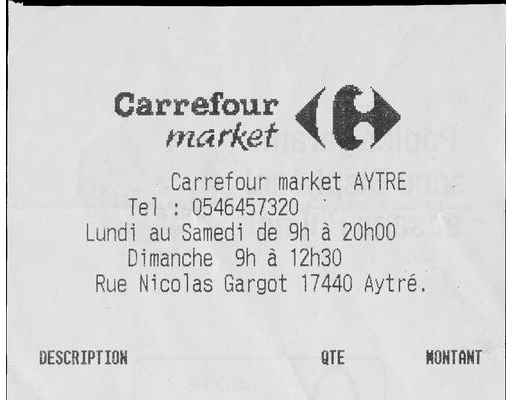 Carrefour
market
Carrefour market AYTRE
Tel : 0546457320
Lundi au Samedi de 9h à 20h00
Dimanche 9h à 12h30
Rue Nicolas Gargot 17440 Aytré.
DESCRIPTION QTE MONTANT